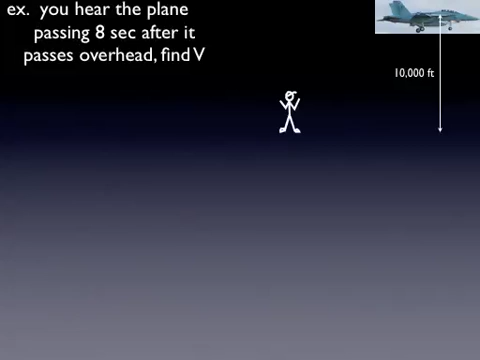 ex. you hear the plane
passing 8 sec after it
passes overhead, find V
10,000 ft